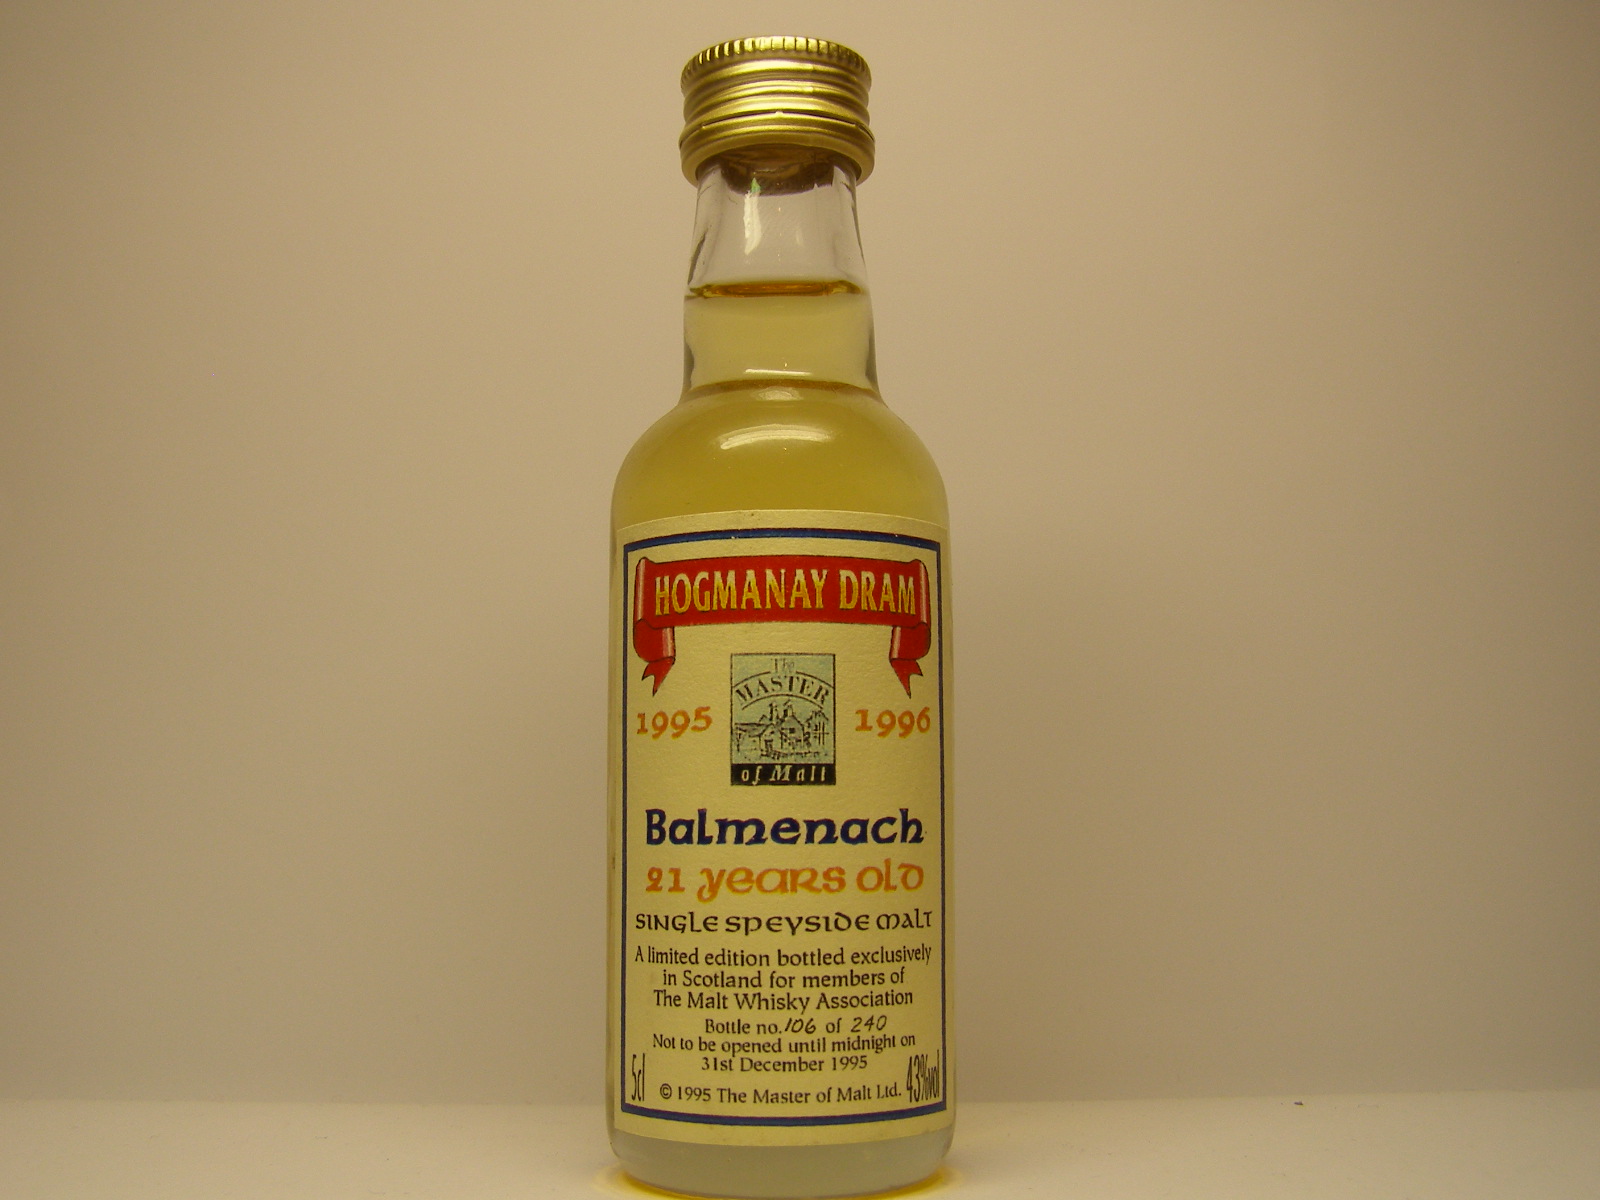 HOGMANAY DRAM
The
MASTER
of Malt
1995 1996
Balmenach
21 years old
single speyside malt
A limited edition bottled exclusively
in Scotland for members of
The Malt Whisky Association
Bottle no. 106 of 240
Not to be opened until midnight on
31st December 1995
5cl © 1995 The Master of Malt Ltd. 43%vol